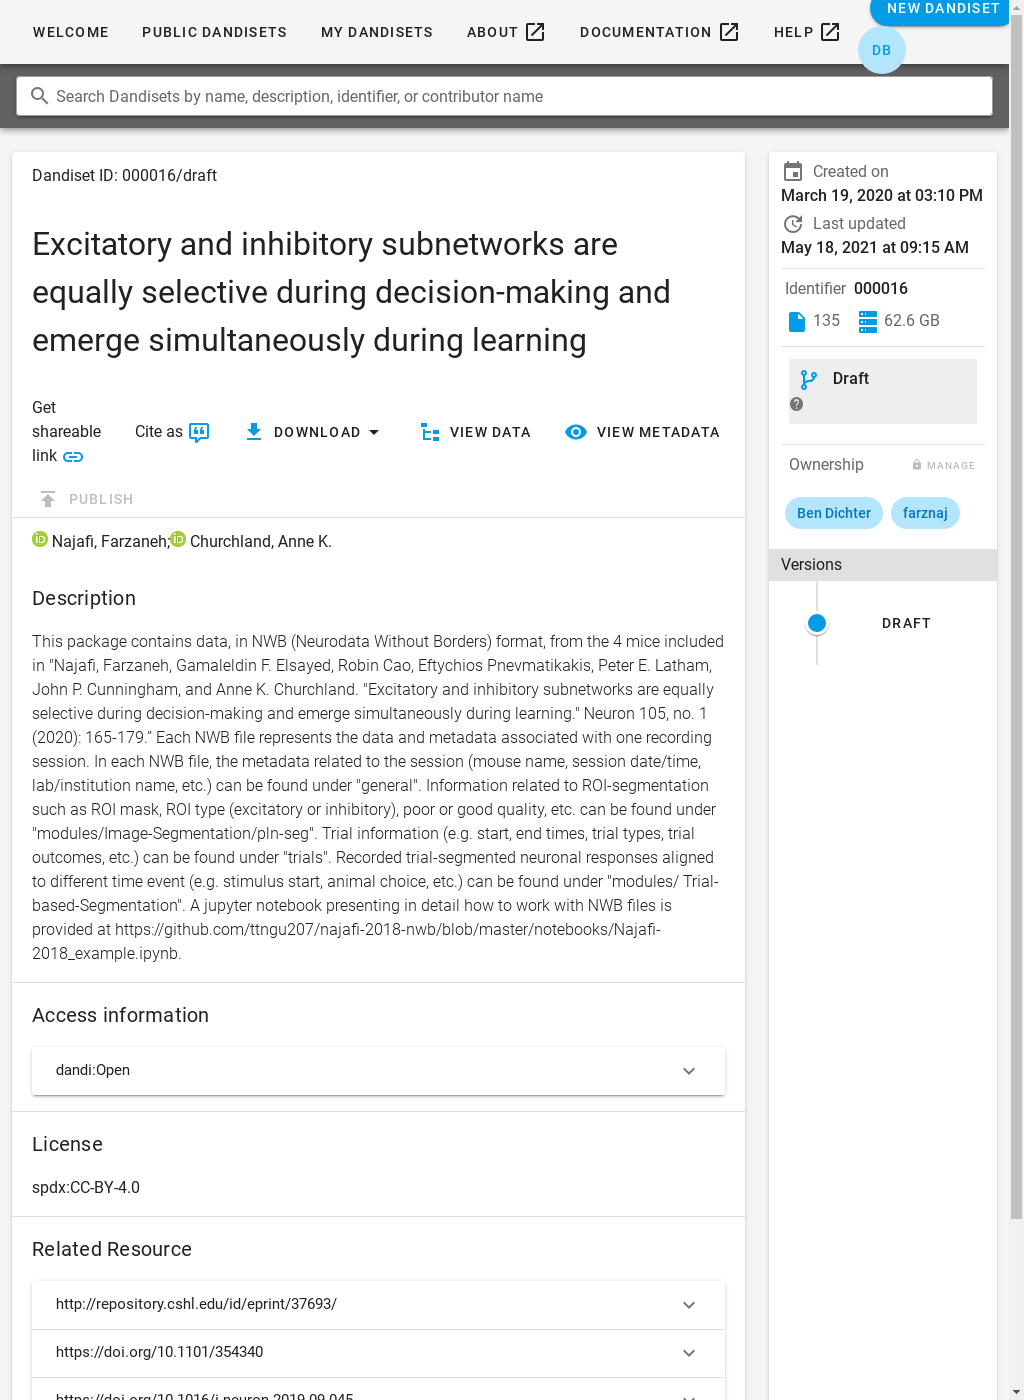 WELCOME
PUBLIC DANDISETS
MY DANDISETS
ABOUT
DOCUMENTATION
HELP
NEW DANDISET
DB
Search Dandisets by name, description, identifier, or contributor name
Dandiset ID: 000016/draft
Excitatory and inhibitory subnetworks are
equally selective during decision-making and
emerge simultaneously during learning
Get
shareable
link
Cite as
DOWNLOAD
VIEW DATA
VIEW METADATA
PUBLISH
iD Najafi, Farzaneh; iD Churchland, Anne K.
Description
This package contains data, in NWB (Neurodata Without Borders) format, from the 4 mice included
in "Najafi, Farzaneh, Gamaleldin F. Elsayed, Robin Cao, Eftychios Pnevmatikakis, Peter E. Latham,
John P. Cunningham, and Anne K. Churchland. "Excitatory and inhibitory subnetworks are equally
selective during decision-making and emerge simultaneously during learning." Neuron 105, no. 1
(2020): 165-179.” Each NWB file represents the data and metadata associated with one recording
session. In each NWB file, the metadata related to the session (mouse name, session date/time,
lab/institution name, etc.) can be found under "general". Information related to ROI-segmentation
such as ROI mask, ROI type (excitatory or inhibitory), poor or good quality, etc. can be found under
"modules/Image-Segmentation/pln-seg". Trial information (e.g. start, end times, trial types, trial
outcomes, etc.) can be found under "trials". Recorded trial-segmented neuronal responses aligned
to different time event (e.g. stimulus start, animal choice, etc.) can be found under "modules/ Trial-
based-Segmentation". A jupyter notebook presenting in detail how to work with NWB files is
provided at https://github.com/ttngu207/najafi-2018-nwb/blob/master/notebooks/Najafi-
2018_example.ipynb.
Access information
dandi:Open
License
spdx:CC-BY-4.0
Related Resource
http://repository.cshl.edu/id/eprint/37693/
https://doi.org/10.1101/354340
https://doi.org/10.1016/j.neuron.2019.09.045
Created on
March 19, 2020 at 03:10 PM
Last updated
May 18, 2021 at 09:15 AM
Identifier 000016
135
62.6 GB
Draft
?
Ownership
MANAGE
Ben Dichter
farznaj
Versions
DRAFT